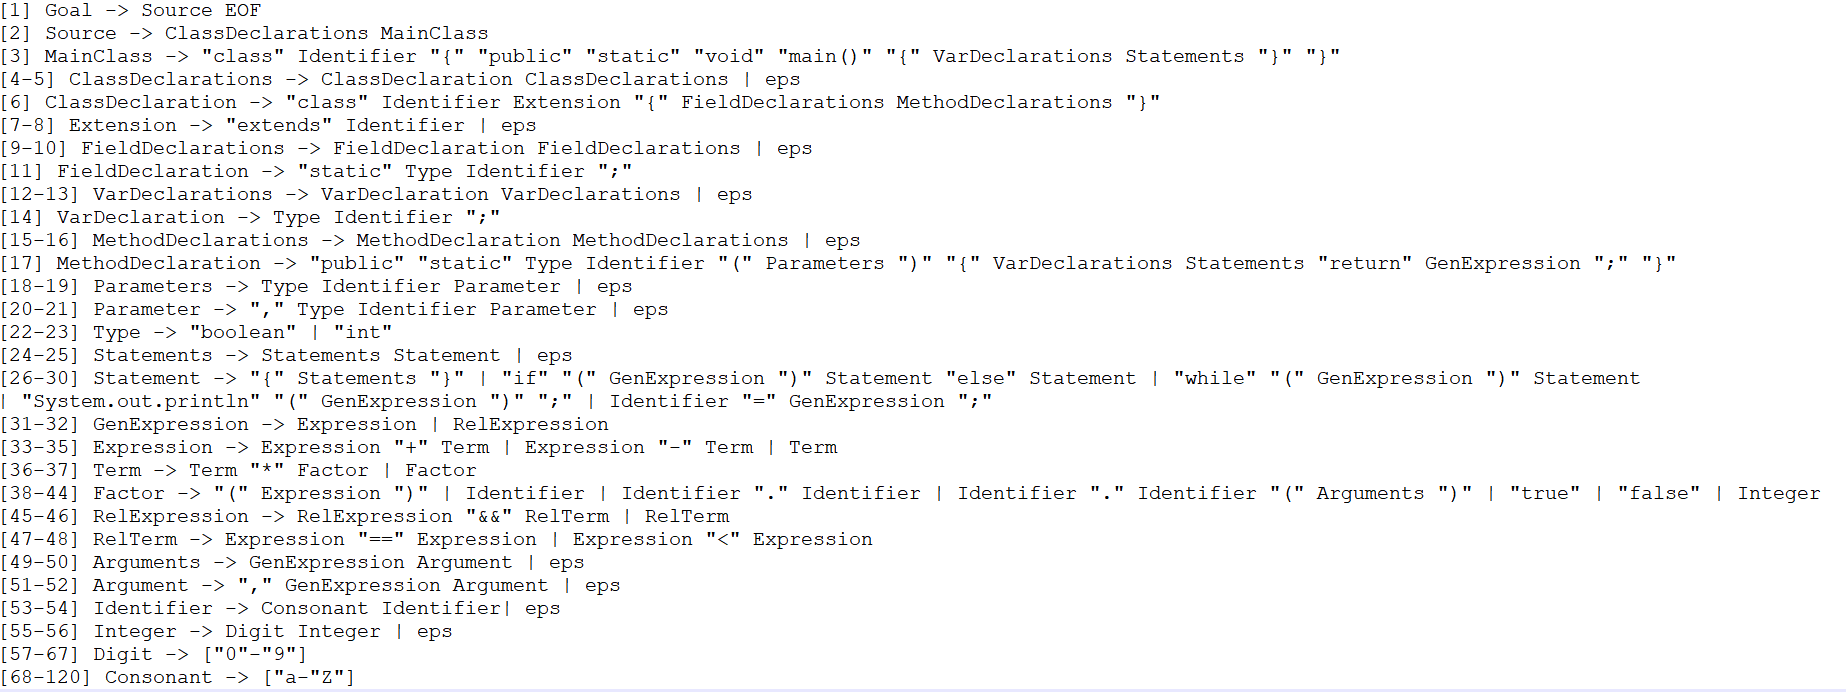 [1] Goal -> Source EOF
[2] Source -> ClassDeclarations MainClass
[3] MainClass -> "class" Identifier "{" "public" "static" "void" "main()" "{" VarDeclarations Statements "}" "}"
[4-5] ClassDeclarations -> ClassDeclaration ClassDeclarations | eps
[6] ClassDeclaration -> "class" Identifier Extension "{" FieldDeclarations MethodDeclarations "}"
[7-8] Extension -> "extends" Identifier | eps
[9-10] FieldDeclarations -> FieldDeclaration FieldDeclarations | eps
[11] FieldDeclaration -> "static" Type Identifier ";"
[12-13] VarDeclarations -> VarDeclaration VarDeclarations | eps
[14] VarDeclaration -> Type Identifier ";"
[15-16] MethodDeclarations -> MethodDeclaration MethodDeclarations | eps
[17] MethodDeclaration -> "public" "static" Type Identifier "(" Parameters ")" "{" VarDeclarations Statements "return" GenExpression ";" "}"
[18-19] Parameters -> Type Identifier Parameter | eps
[20-21] Parameter -> "," Type Identifier Parameter | eps
[22-23] Type -> "boolean" | "int"
[24-25] Statements -> Statements Statement | eps
[26-30] Statement -> "{" Statements "}" | "if" "(" GenExpression ")" Statement "else" Statement | "while" "(" GenExpression ")" Statement
| "System.out.println" "(" GenExpression ")" ";" | Identifier "=" GenExpression ";"
[31-32] GenExpression -> Expression | RelExpression
[33-35] Expression -> Expression "+" Term | Expression "-" Term | Term
[36-37] Term -> Term "*" Factor | Factor
[38-44] Factor -> "(" Expression ")" | Identifier | Identifier "." Identifier | Identifier "." Identifier "(" Arguments ")" | "true" | "false" | Integer
[45-46] RelExpression -> RelExpression "&&" RelTerm | RelTerm
[47-48] RelTerm -> Expression "==" Expression | Expression "<" Expression
[49-50] Arguments -> GenExpression Argument | eps
[51-52] Argument -> "," GenExpression Argument | eps
[53-54] Identifier -> Consonant Identifier| eps
[55-56] Integer -> Digit Integer | eps
[57-67] Digit -> ["0"-"9"]
[68-120] Consonant -> ["a-"Z"]